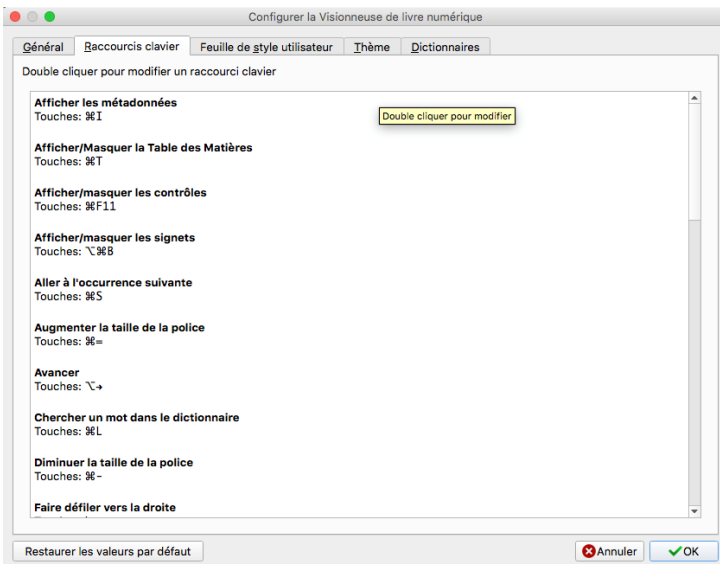 Configurer la Visionneuse de livre numérique
Général Raccourcis clavier Feuille de style utilisateur Thème Dictionnaires
Double cliquer pour modifier un raccourci clavier
Afficher les métadonnées
Touches: ⌘I
Double cliquer pour modifier
Afficher/Masquer la Table des Matières
Touches: ⌘T
Afficher/masquer les contrôles
Touches: ⌘F11
Afficher/masquer les signets
Touches: ⌥⌘B
Aller à l'occurrence suivante
Touches: ⌘S
Augmenter la taille de la police
Touches: ⌘=
Avancer
Touches: ⌥→
Chercher un mot dans le dictionnaire
Touches: ⌘L
Diminuer la taille de la police
Touches: ⌘-
Faire défiler vers la droite
Restaurer les valeurs par défaut
Annuler
OK